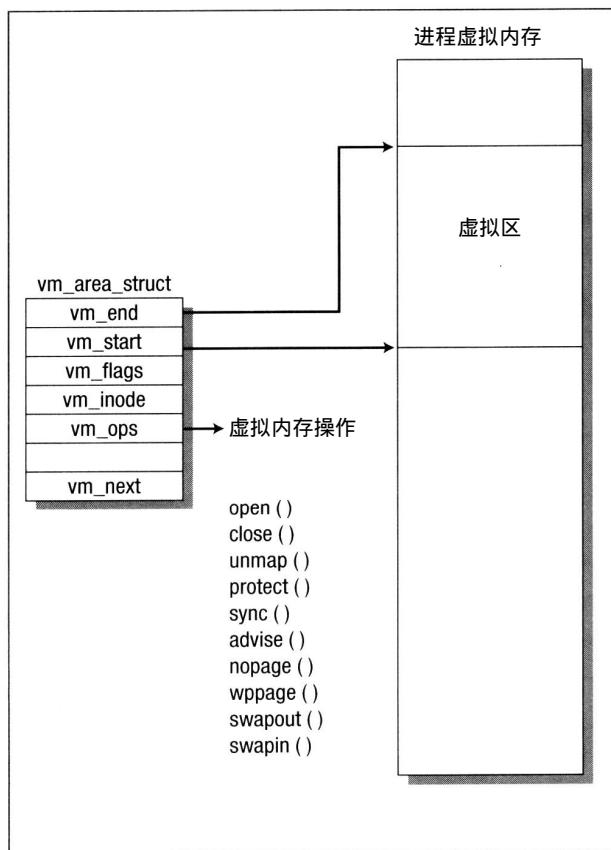 进程虚拟内存
虚拟区
vm_area_struct
vm_end
vm_start
vm_flags
vm_inode
vm_ops
虚拟内存操作
vm_next
open ( )
close ( )
unmap ( )
protect ( )
sync ( )
advise ( )
nopage ( )
wppage ( )
swapout ( )
swapin ( )